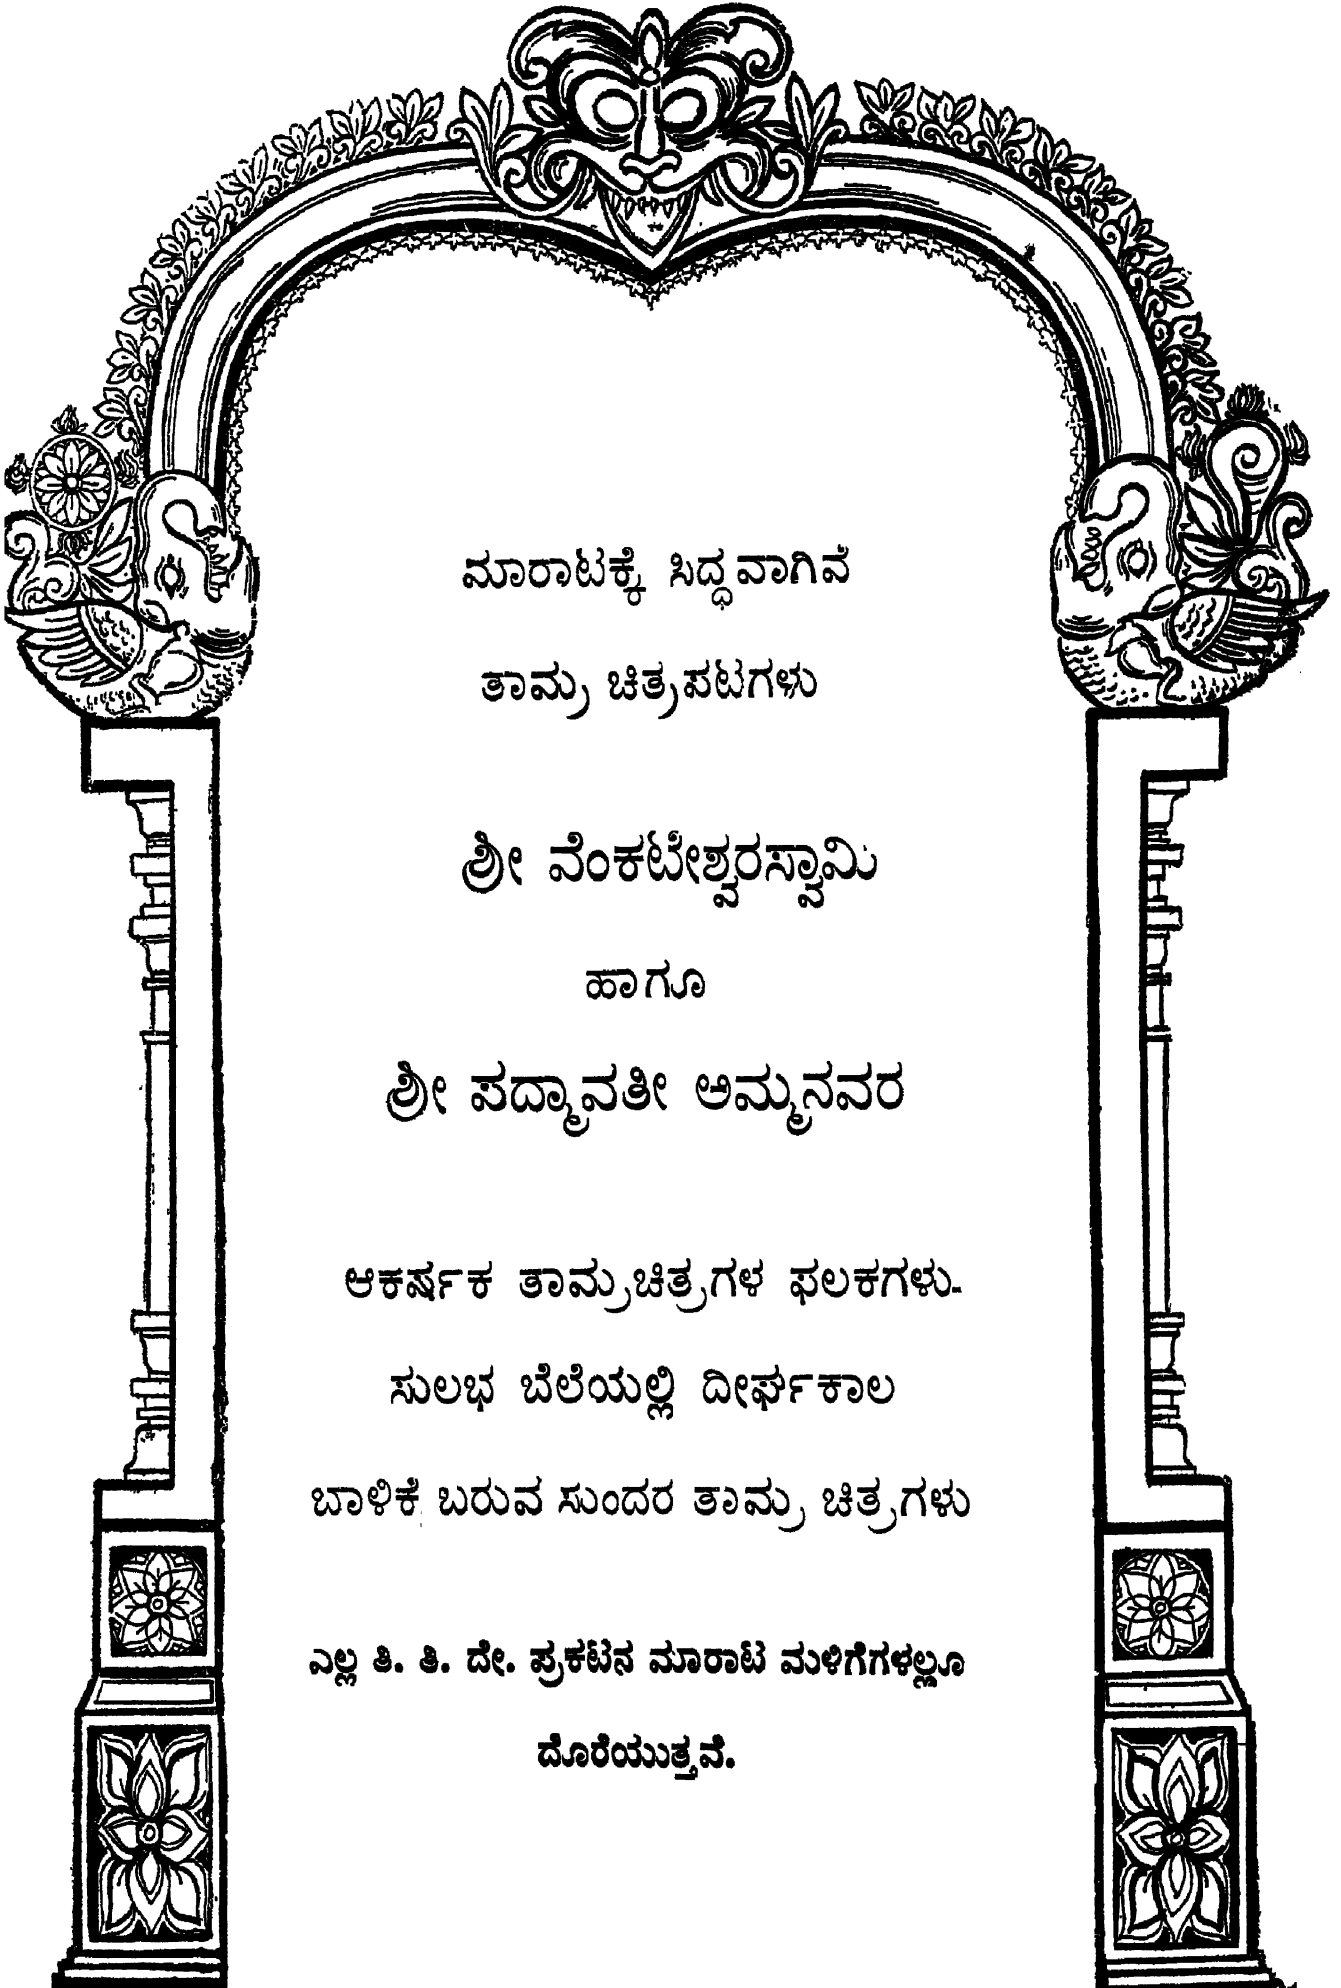 ಮಾರಾಟಕ್ಕೆ ಸಿದ್ಧವಾಗಿವೆ
ತಾಮ್ರ ಚಿತ್ರಪಟಗಳು
ಶ್ರೀ ವೆಂಕಟೇಶ್ವರಸ್ವಾಮಿ
ಹಾಗೂ
ಶ್ರೀ ಪದ್ಮಾವತೀ ಅಮ್ಮನವರ
ಆಕರ್ಷಕ ತಾಮ್ರಚಿತ್ರಗಳ ಫಲಕಗಳು-
ಸುಲಭ ಬೆಲೆಯಲ್ಲಿ ದೀರ್ಘಕಾಲ
ಬಾಳಿಕೆ ಬರುವ ಸುಂದರ ತಾಮ್ರ ಚಿತ್ರಗಳು
ಎಲ್ಲ ತಿ. ತಿ. ದೇ. ಪ್ರಕಟನ ಮಾರಾಟ ಮಳಿಗೆಗಳಲ್ಲೂ
ದೊರೆಯುತ್ತವೆ.